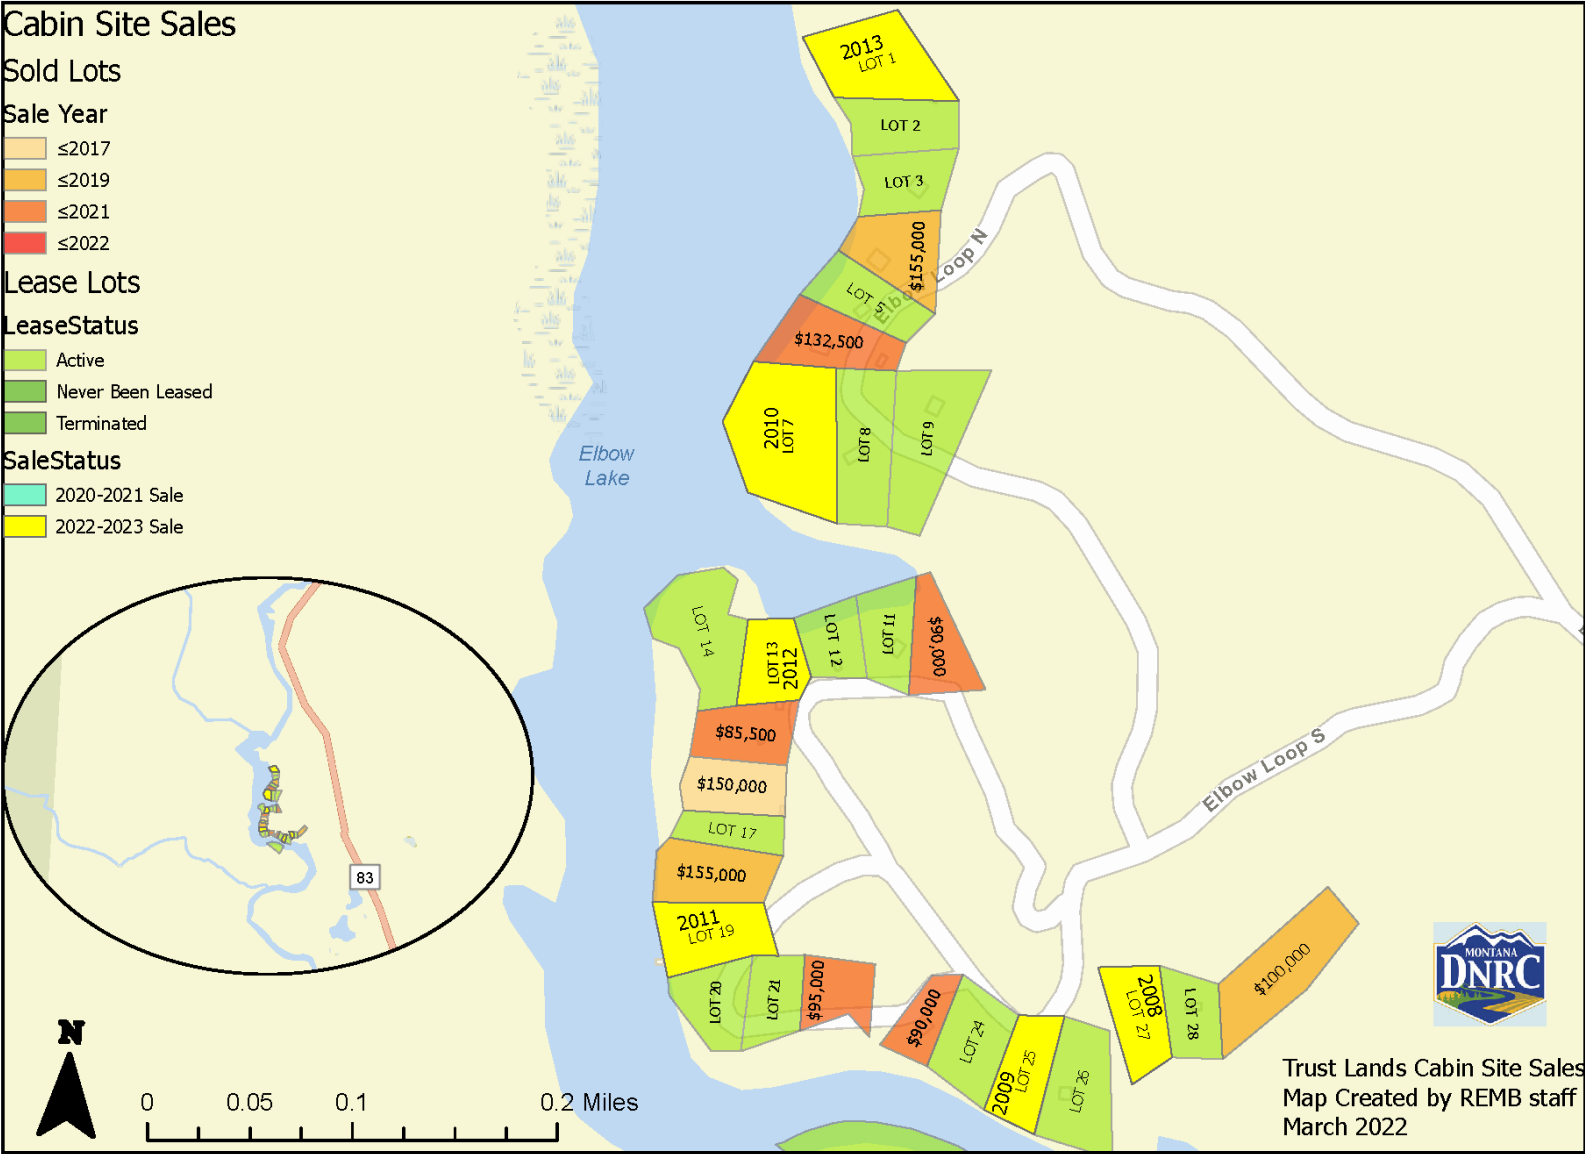 Cabin Site Sales
Sold Lots
Sale Year
≤2017
≤2019
≤2021
≤2022
Lease Lots
LeaseStatus
Active
Never Been Leased
Terminated
SaleStatus
2020-2021 Sale
2022-2023 Sale
2013
LOT 1
LOT 2
LOT 3
$155,000
Elbow Loop N
LOT 5
$132,500
2010
LOT 7
LOT 8
LOT 9
Elbow
Lake
LOT 14
LOT 13
2012
LOT 12
LOT 11
$90,000
$85,500
$150,000
LOT 17
$155,000
2011
LOT 19
LOT 20
LOT 21
$95,000
$90,000
LOT 24
2009
LOT 25
LOT 26
2008
LOT 27
LOT 28
$100,000
Elbow Loop S
83
N
0 0.05 0.1 0.2 Miles
MONTANA
DNRC
Trust Lands Cabin Site Sales
Map Created by REMB staff
March 2022